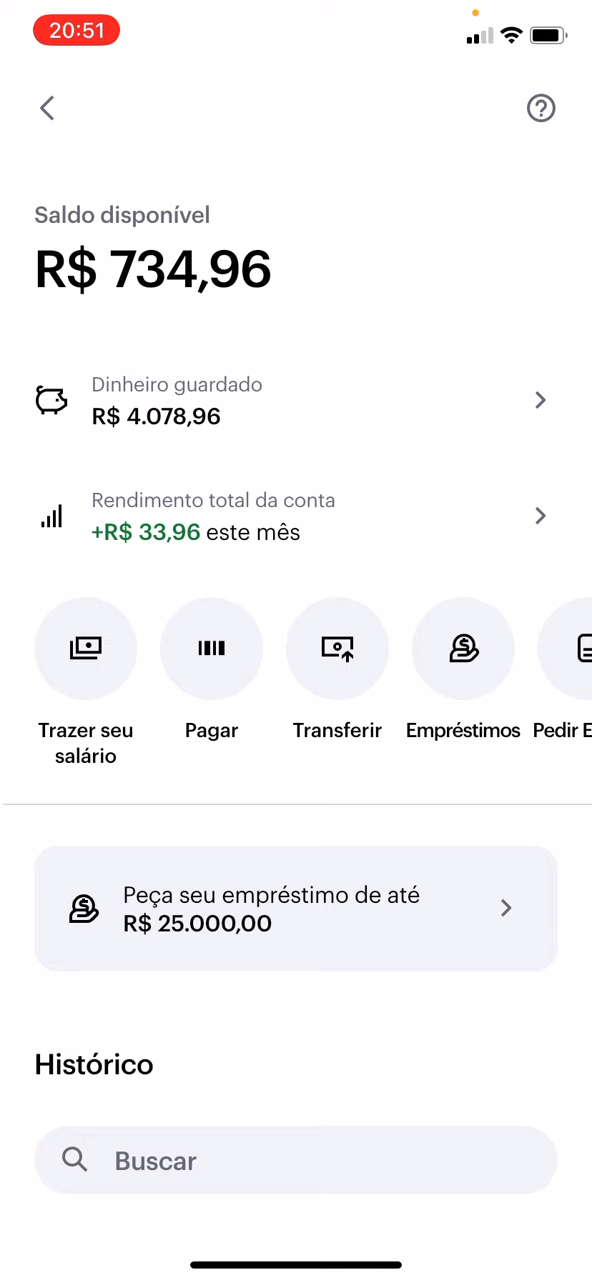 20:51
Saldo disponível
R$ 734,96
Dinheiro guardado
R$ 4.078,96
Rendimento total da conta
+R$ 33,96 este mês
Trazer seu salário
Pagar
Transferir
Empréstimos
Pedir E
Peça seu empréstimo de até
R$ 25.000,00
Histórico
Buscar